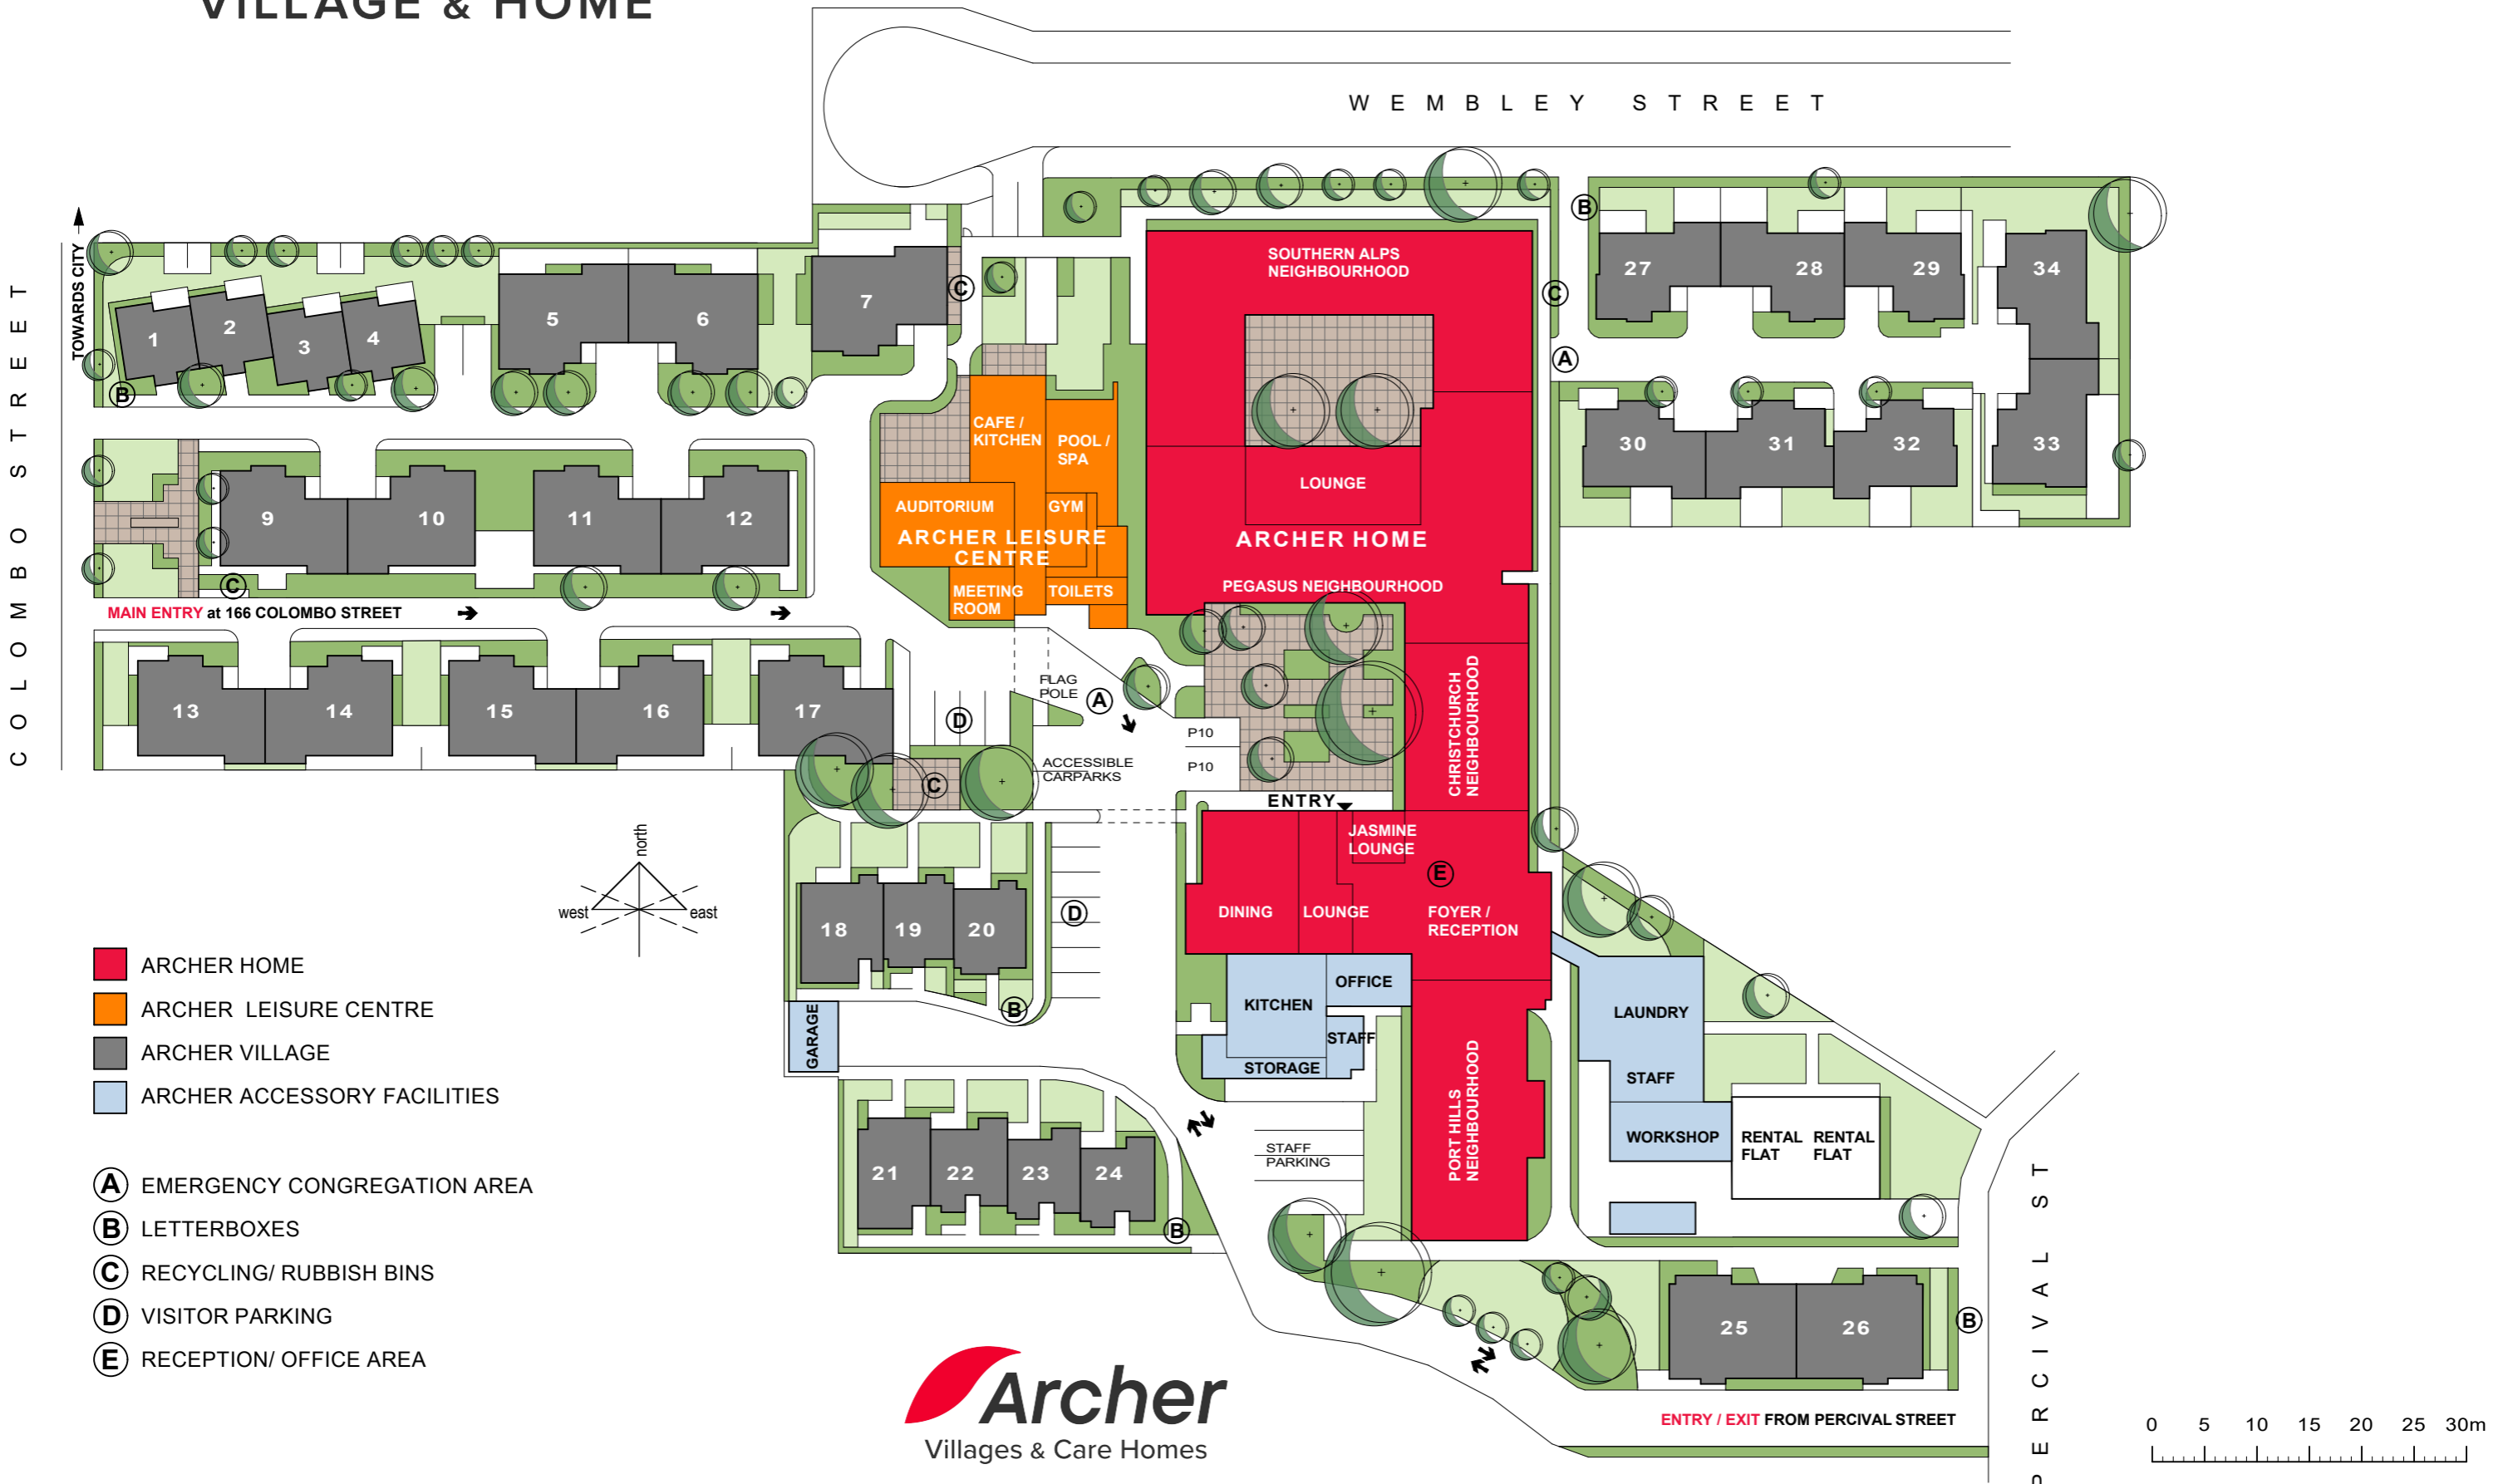 VILLAGE & HOME
WEMBLEY STREET
COLOMBO STREET
TOWARDS CITY
1
2
3
4
5
6
7
B
C
SOUTHERN ALPS
NEIGHBOURHOOD
B
C
A
27
28
29
34
30
31
32
33
CAFE /
KITCHEN
POOL /
SPA
AUDITORIUM
GYM
ARCHER LEISURE
CENTRE
MEETING
ROOM
TOILETS
LOUNGE
ARCHER HOME
PEGASUS NEIGHBOURHOOD
9
10
11
12
C
MAIN ENTRY at 166 COLOMBO STREET
13
14
15
16
17
FLAG
POLE
A
D
P10
P10
ACCESSIBLE
CARPARKS
C
CHRISTCHURCH
NEIGHBOURHOOD
ENTRY
JASMINE
LOUNGE
E
DINING
LOUNGE
FOYER /
RECEPTION
north
west
east
18
19
20
D
B
GARAGE
KITCHEN
OFFICE
STAFF
STORAGE
LAUNDRY
STAFF
WORKSHOP
RENTAL
FLAT
RENTAL
FLAT
PORT HILLS
NEIGHBOURHOOD
STAFF
PARKING
21
22
23
24
B
25
26
B
PERCIVAL ST
ENTRY / EXIT FROM PERCIVAL STREET
ARCHER HOME
ARCHER LEISURE CENTRE
ARCHER VILLAGE
ARCHER ACCESSORY FACILITIES
A EMERGENCY CONGREGATION AREA
B LETTERBOXES
C RECYCLING/ RUBBISH BINS
D VISITOR PARKING
E RECEPTION/ OFFICE AREA
Archer
Villages & Care Homes
0 5 10 15 20 25 30m